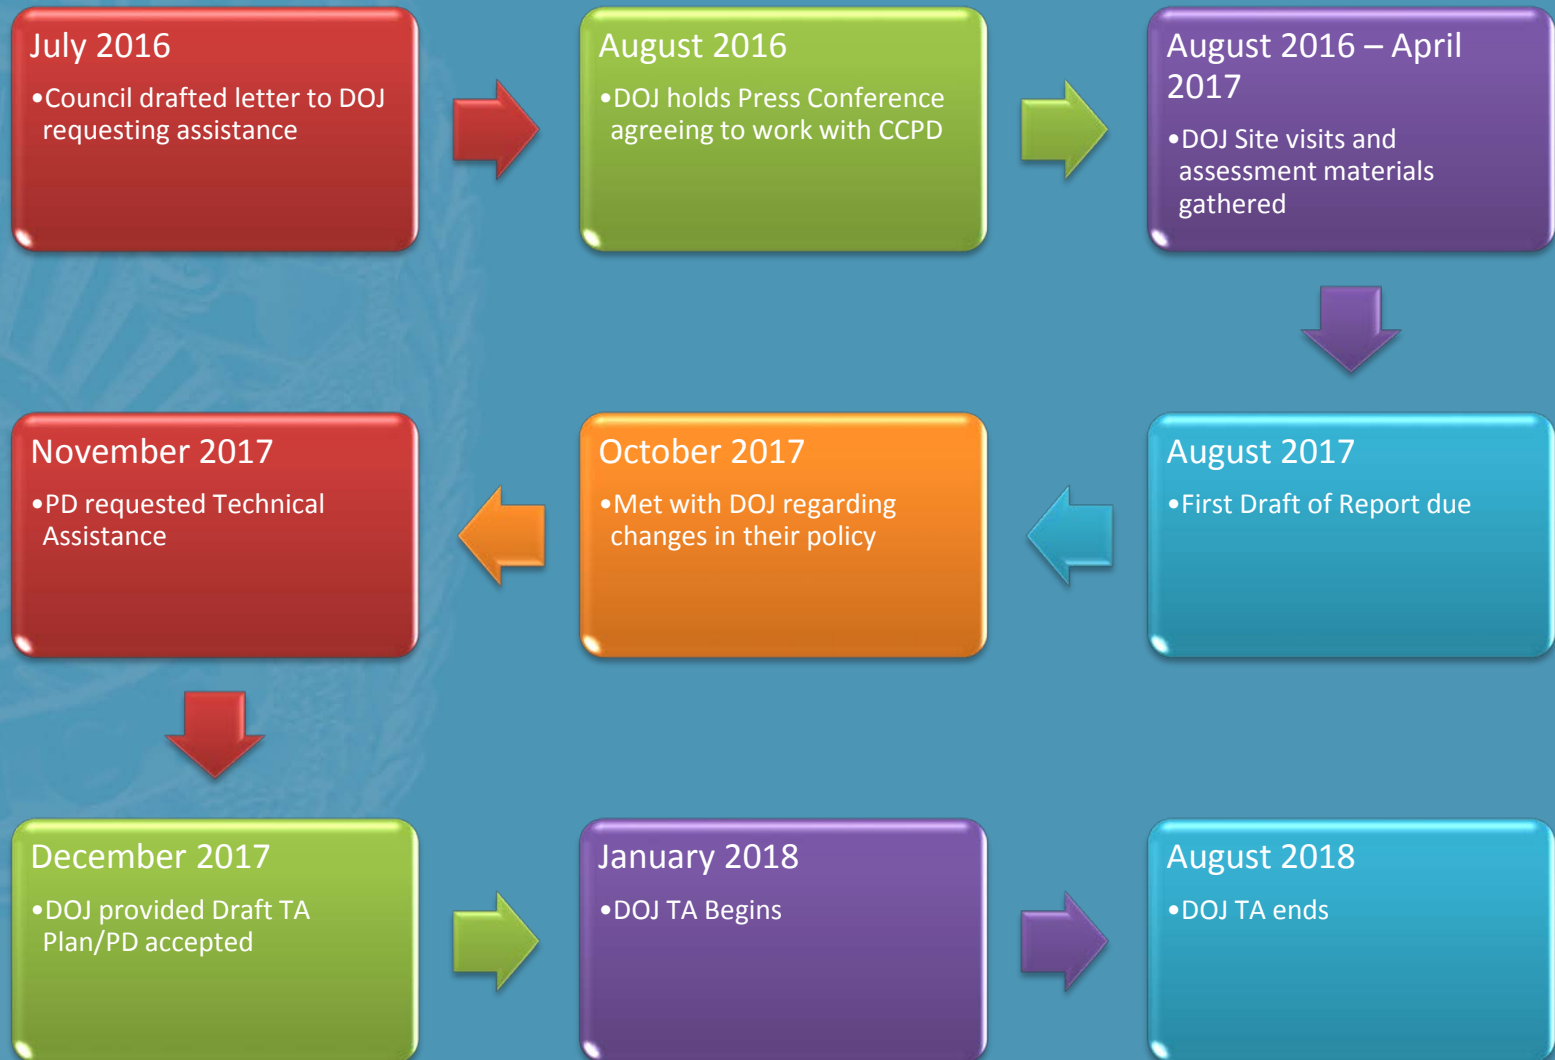 July 2016
•Council drafted letter to DOJ
requesting assistance
August 2016
•DOJ holds Press Conference
agreeing to work with CCPD
August 2016 – April
2017
•DOJ Site visits and
assessment materials
gathered
August 2017
•First Draft of Report due
October 2017
•Met with DOJ regarding
changes in their policy
November 2017
•PD requested Technical
Assistance
December 2017
•DOJ provided Draft TA
Plan/PD accepted
January 2018
•DOJ TA Begins
August 2018
•DOJ TA ends